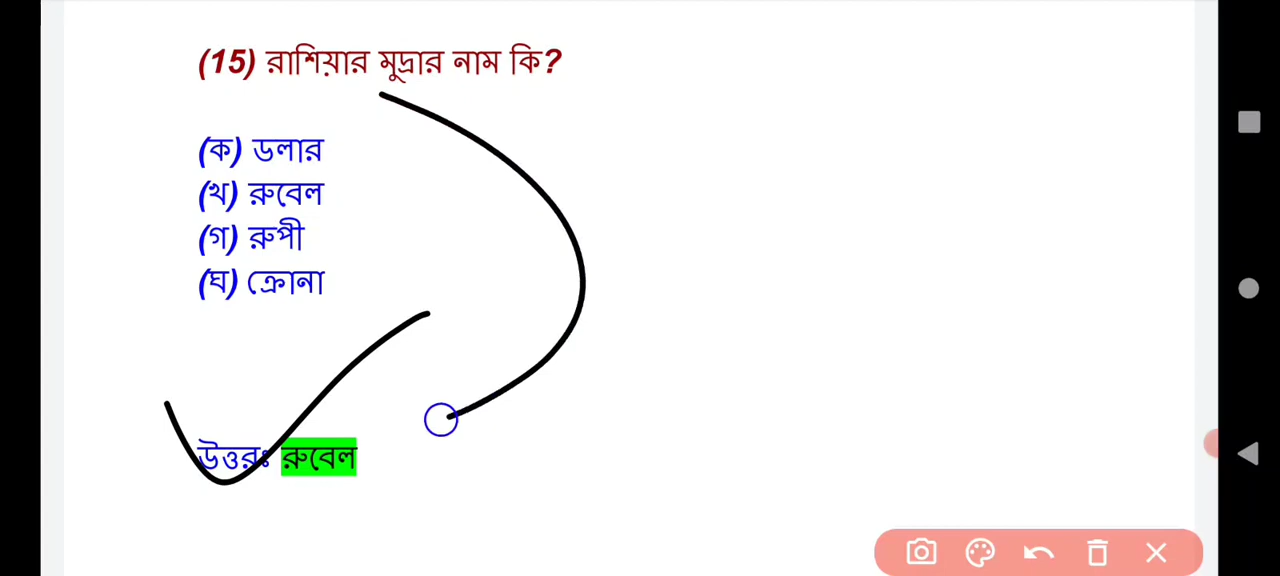 (15) রাশিয়ার মুদ্রার নাম কি?
(ক) ডলার
(খ) রুবেল
(গ) রুপী
(ঘ) ক্রোনা
উত্তরঃ রুবেল